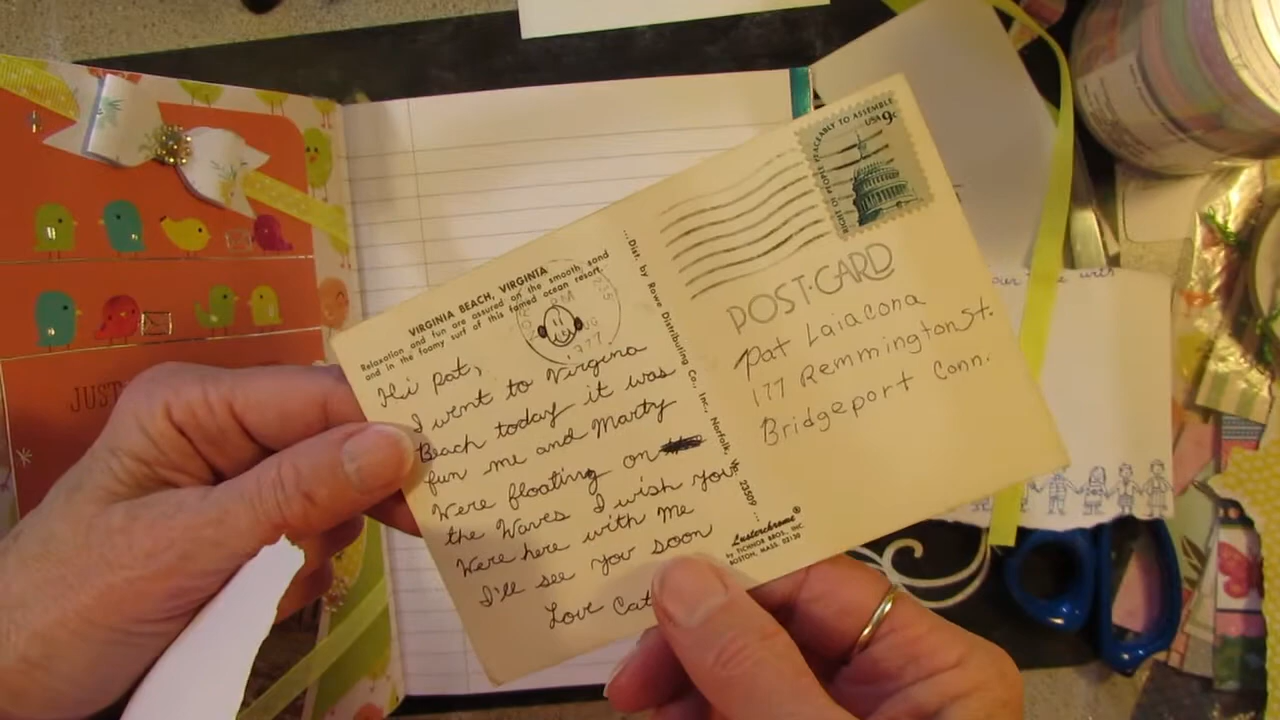 VIRGINIA BEACH, VIRGINIA
Relaxation and fun are assured on the smooth sand
and in the foamy surf of this famed ocean resort.
PM
1977
Hi Pat,
I went to Virgina
Beach today it was
fun me and Marty
Were floating on
the Waves I wish you
Were here with me
I'll see you soon
Love Cat
...Dist. by Rowe Distributing Co., Inc., Norfolk, Va. 23509...
Lusterchrome®
by TICHNOR BROS., INC.
BOSTON, MASS. 02130
RIGHT OF PEOPLE PEACEABLY TO ASSEMBLE
USA 9c
POST-CARD
Pat Laiacona
177 Remmington St.
Bridgeport Conn.
JUST
with